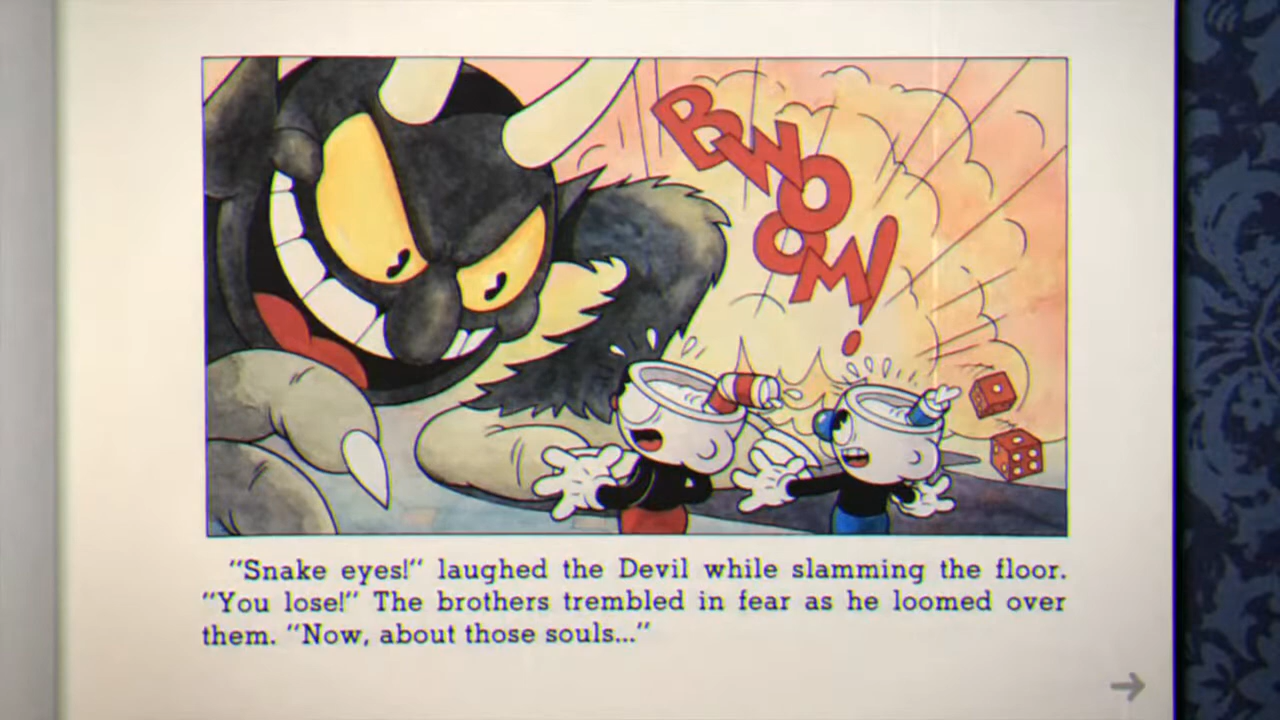 BWOOM!
"Snake eyes!" laughed the Devil while slamming the floor.
"You lose!" The brothers trembled in fear as he loomed over
them. "Now, about those souls..."